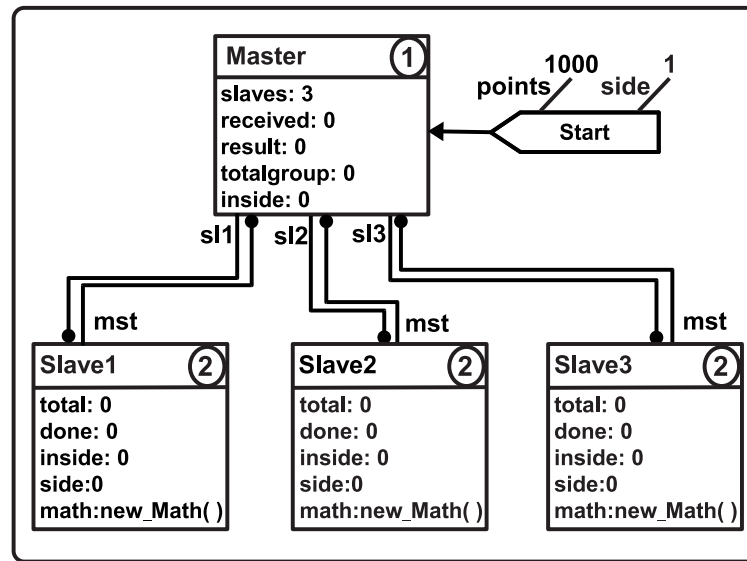 Master 1
slaves: 3
received: 0
result: 0
totalgroup: 0
inside: 0
1000 1
points side
Start
sl1 sl2 sl3
mst mst mst
Slave1 2
total: 0
done: 0
inside: 0
side:0
math:new_Math( )
Slave2 2
total: 0
done: 0
inside: 0
side:0
math:new_Math( )
Slave3 2
total: 0
done: 0
inside: 0
side:0
math:new_Math( )